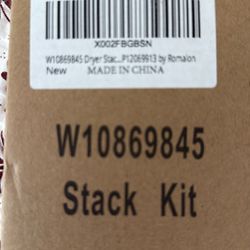 X002FBGBSN
W10869845 Dryer Stac...P12069913 by Romalon
New MADE IN CHINA
W10869845
Stack Kit